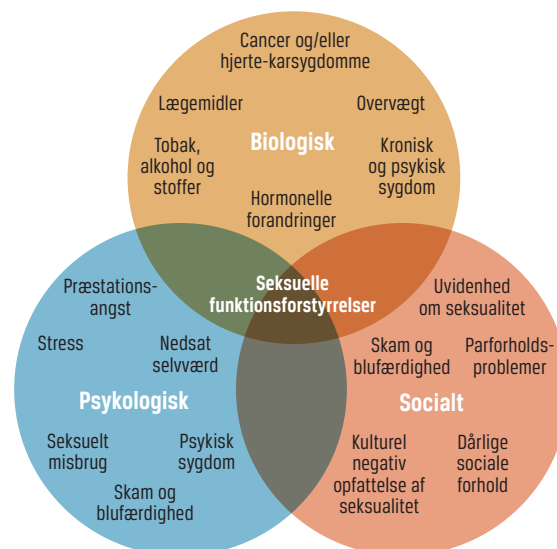 Cancer og/eller
hjerte-karsygdomme
Lægemidler
Overvægt
Biologisk
Tobak,
alkohol og
stoffer
Kronisk
og psykisk
sygdom
Hormonelle
forandringer
Seksuelle
funktionsforstyrrelser
Præstations-
angst
Stress
Nedsat
selvværd
Psykologisk
Seksuelt
misbrug
Psykisk
sygdom
Skam og
blufærdighed
Uvidenhed
om seksualitet
Skam og
blufærdighed
Parforholds-
problemer
Socialt
Kulturel
negativ
opfattelse af
seksualitet
Dårlige
sociale
forhold